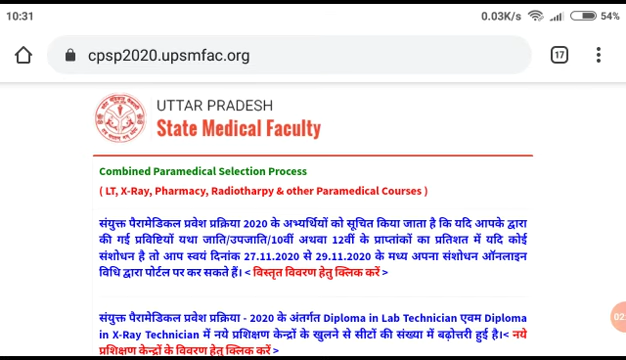 10:31 0.03K/s 54%
cpsp2020.upsmfac.org 17
UTTAR PRADESH
State Medical Faculty
Combined Paramedical Selection Process
( LT, X-Ray, Pharmacy, Radiotharpy & other Paramedical Courses )
संयुक्त पैरामेडिकल प्रवेश प्रक्रिया 2020 के अभ्यर्थियों को सूचित किया जाता है कि यदि आपके द्वारा
की गई प्रविष्टियों यथा जाति/उपजाति/10वीं अथवा 12वीं के प्राप्तांकों का प्रतिशत में यदि कोई
संशोधन है तो आप स्वयं दिनांक 27.11.2020 से 29.11.2020 के मध्य अपना संशोधन ऑनलाइन
विधि द्वारा पोर्टल पर कर सकते हैं। < विस्तृत विवरण हेतु क्लिक करें >
संयुक्त पैरामेडिकल प्रवेश प्रक्रिया - 2020 के अंतर्गत Diploma in Lab Technician एवम Diploma
in X-Ray Technician में नये प्रशिक्षण केन्द्रों के खुलने से सीटों की संख्या में बढ़ोत्तरी हुई है।< नये
प्रशिक्षण केन्द्रों के विवरण हेतु क्लिक करें >